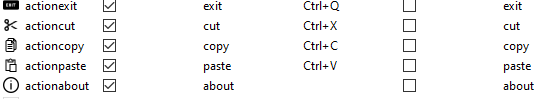 EXIT actionexit exit Ctrl+Q exit
actioncut cut Ctrl+X cut
actioncopy copy Ctrl+C copy
actionpaste paste Ctrl+V paste
actionabout about about